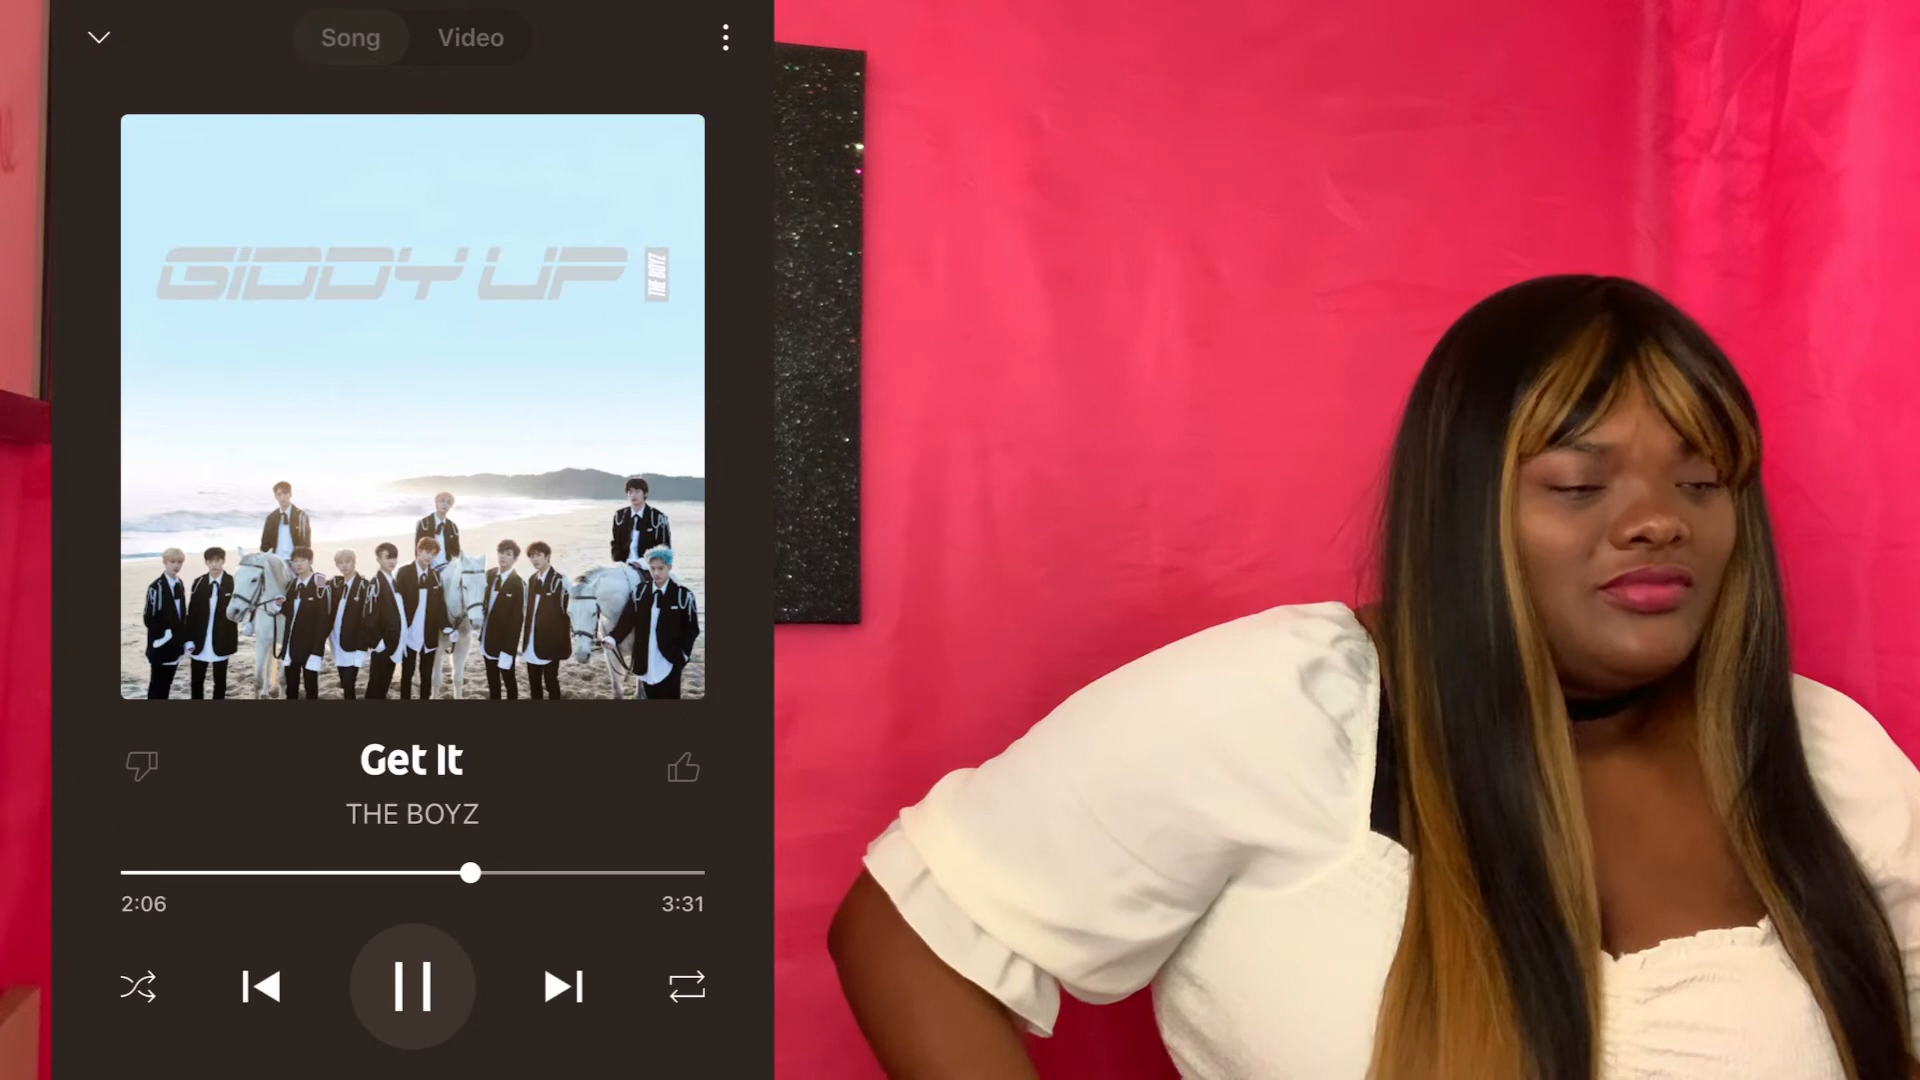 Song Video
GIDDY UP THE BOYZ
Get It
THE BOYZ
2:06 3:31